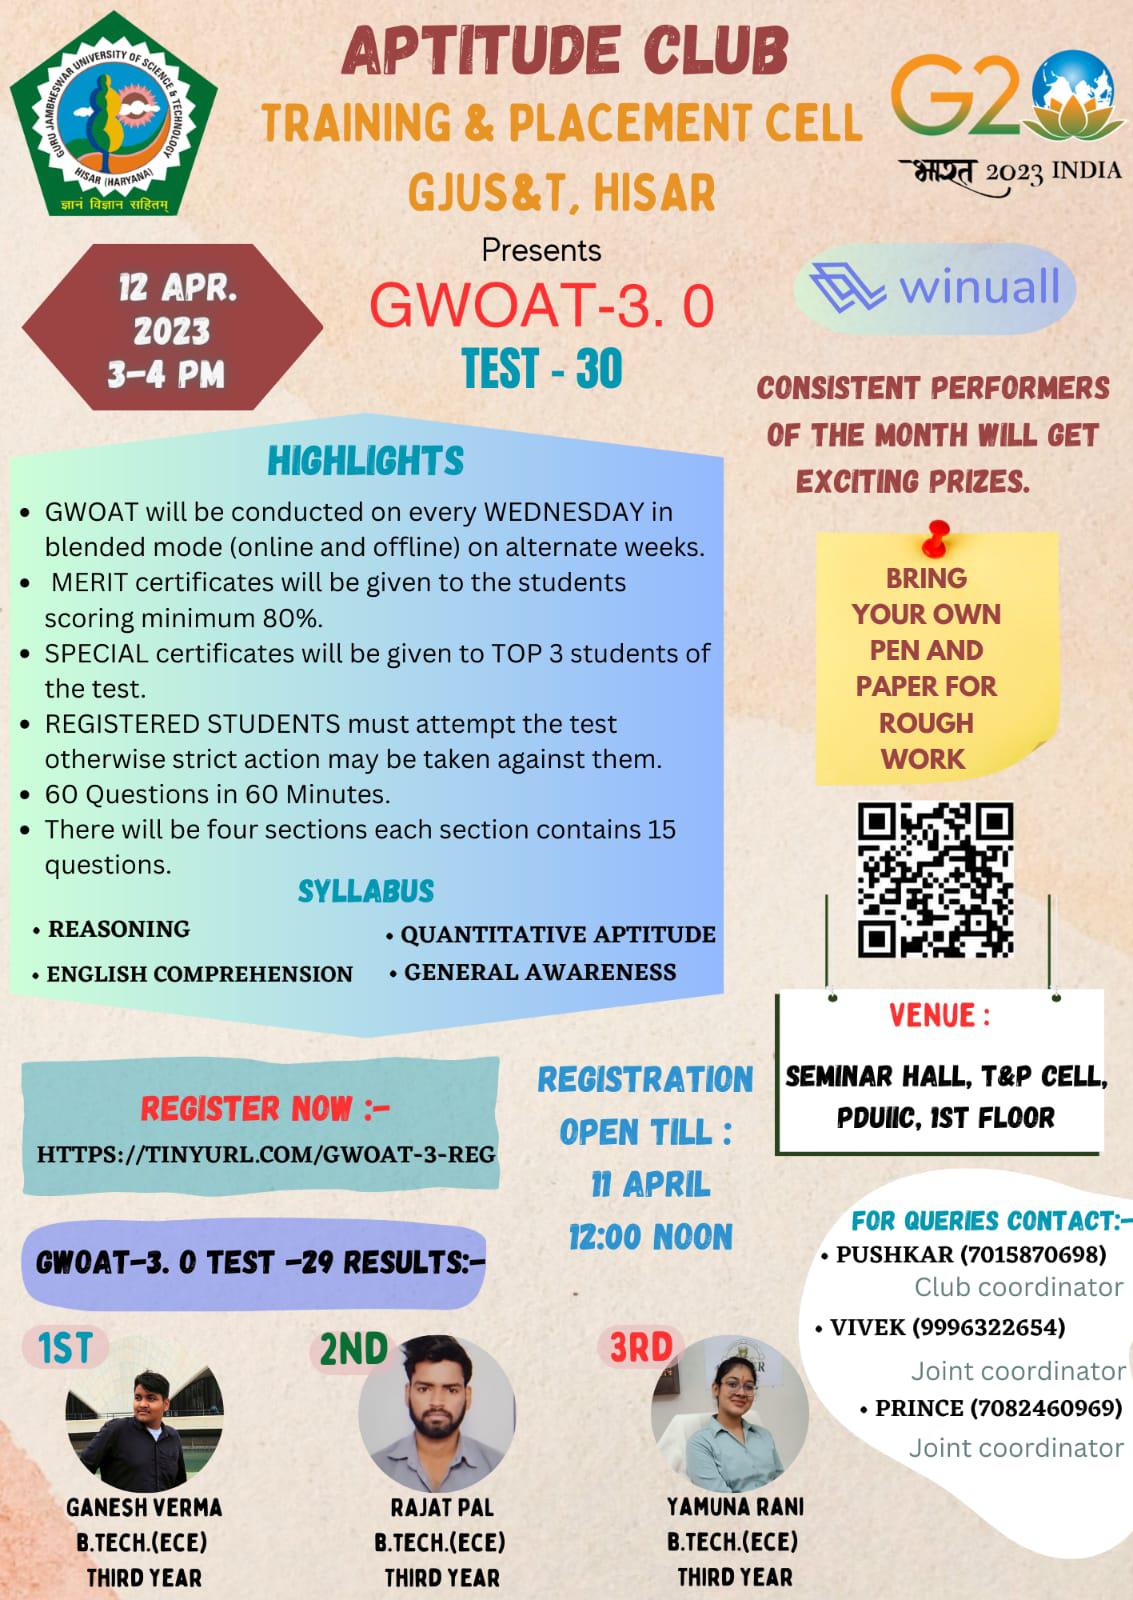 APTITUDE CLUB
TRAINING & PLACEMENT CELL
GJUS&T, HISAR
GURU JAMBHESHWAR UNIVERSITY OF SCIENCE & TECHNOLOGY
HISAR (HARYANA)
ज्ञानं विज्ञान सहितम्
G20
भारत 2023 INDIA
Presents
GWOAT-3. 0
TEST - 30
12 APR.
2023
3-4 PM
winuall
CONSISTENT PERFORMERS
OF THE MONTH WILL GET
EXCITING PRIZES.
HIGHLIGHTS
• GWOAT will be conducted on every WEDNESDAY in
blended mode (online and offline) on alternate weeks.
• MERIT certificates will be given to the students
scoring minimum 80%.
• SPECIAL certificates will be given to TOP 3 students of
the test.
• REGISTERED STUDENTS must attempt the test
otherwise strict action may be taken against them.
• 60 Questions in 60 Minutes.
• There will be four sections each section contains 15
questions.
SYLLABUS
• REASONING
• QUANTITATIVE APTITUDE
• ENGLISH COMPREHENSION
• GENERAL AWARENESS
BRING
YOUR OWN
PEN AND
PAPER FOR
ROUGH
WORK
VENUE :
SEMINAR HALL, T&P CELL,
PDUIIC, 1ST FLOOR
REGISTER NOW :-
HTTPS://TINYURL.COM/GWOAT-3-REG
REGISTRATION
OPEN TILL :
11 APRIL
12:00 NOON
FOR QUERIES CONTACT:-
• PUSHKAR (7015870698)
Club coordinator
• VIVEK (9996322654)
Joint coordinator
• PRINCE (7082460969)
Joint coordinator
GWOAT-3. 0 TEST -29 RESULTS:-
1ST
GANESH VERMA
B.TECH.(ECE)
THIRD YEAR
2ND
RAJAT PAL
B.TECH.(ECE)
THIRD YEAR
3RD
YAMUNA RANI
B.TECH.(ECE)
THIRD YEAR